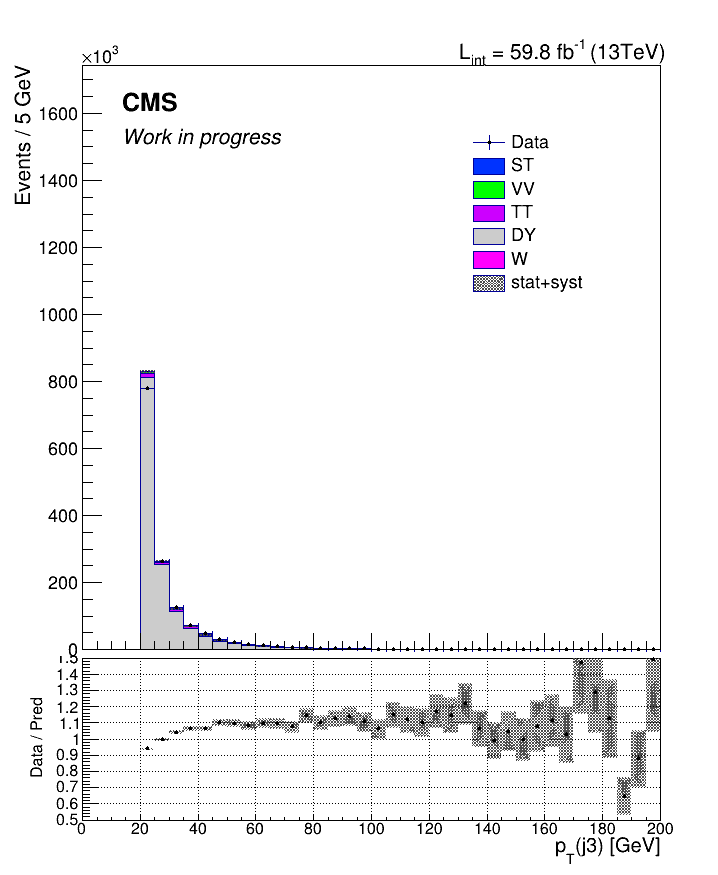 ×10³
L_int = 59.8 fb⁻¹ (13TeV)
Events / 5 GeV
CMS
Work in progress
Data
ST
VV
TT
DY
W
stat+syst
1600
1400
1200
1000
800
600
400
200
0
Data / Pred
1.5
1.4
1.3
1.2
1.1
1
0.9
0.8
0.7
0.6
0.5
0 20 40 60 80 100 120 140 160 180 200
p_T(j3) [GeV]